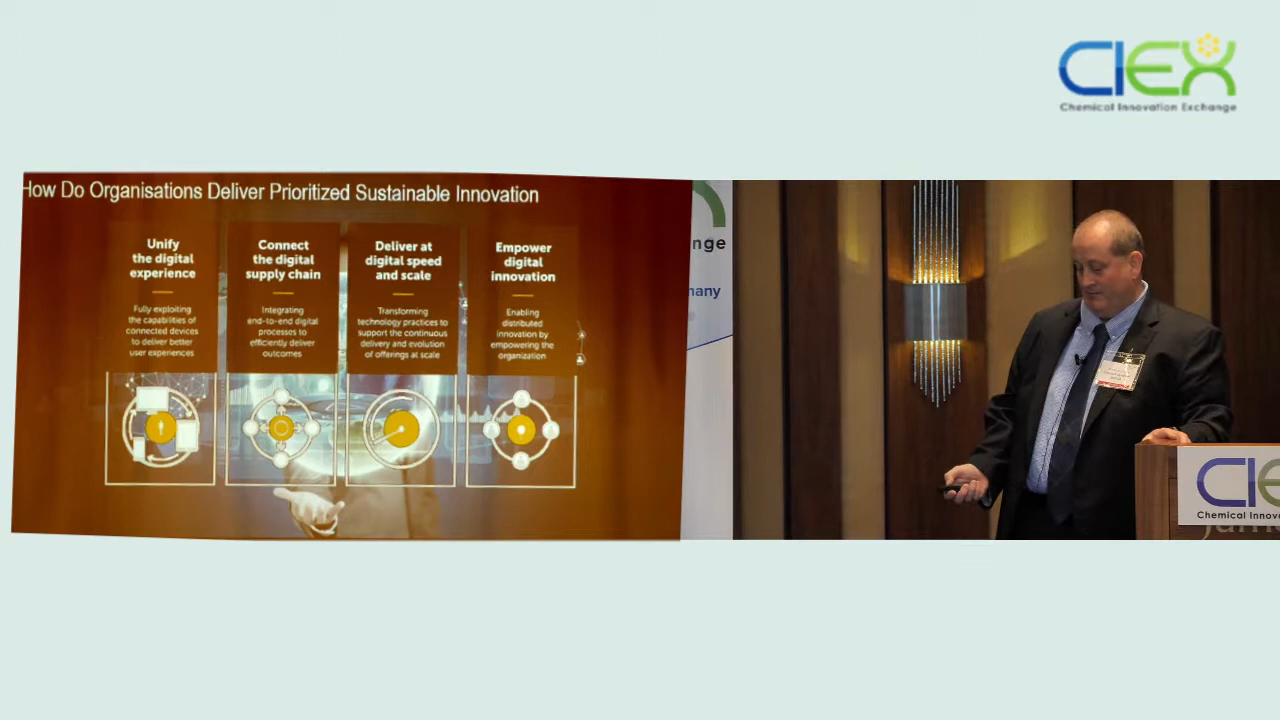 CIEX
Chemical Innovation Exchange
How Do Organisations Deliver Prioritized Sustainable Innovation
Unify
the digital
experience
Fully exploiting
the capabilities of
connected devices
to deliver better
user experiences
Connect
the digital
supply chain
Integrating
end-to-end digital
processes to
efficiently deliver
outcomes
Deliver at
digital speed
and scale
Transforming
technology practices to
support the continuous
delivery and evolution
of offerings at scale
Empower
digital
innovation
Enabling
distributed
innovation by
empowering the
organization
nge
many
CIE
Chemical Innova